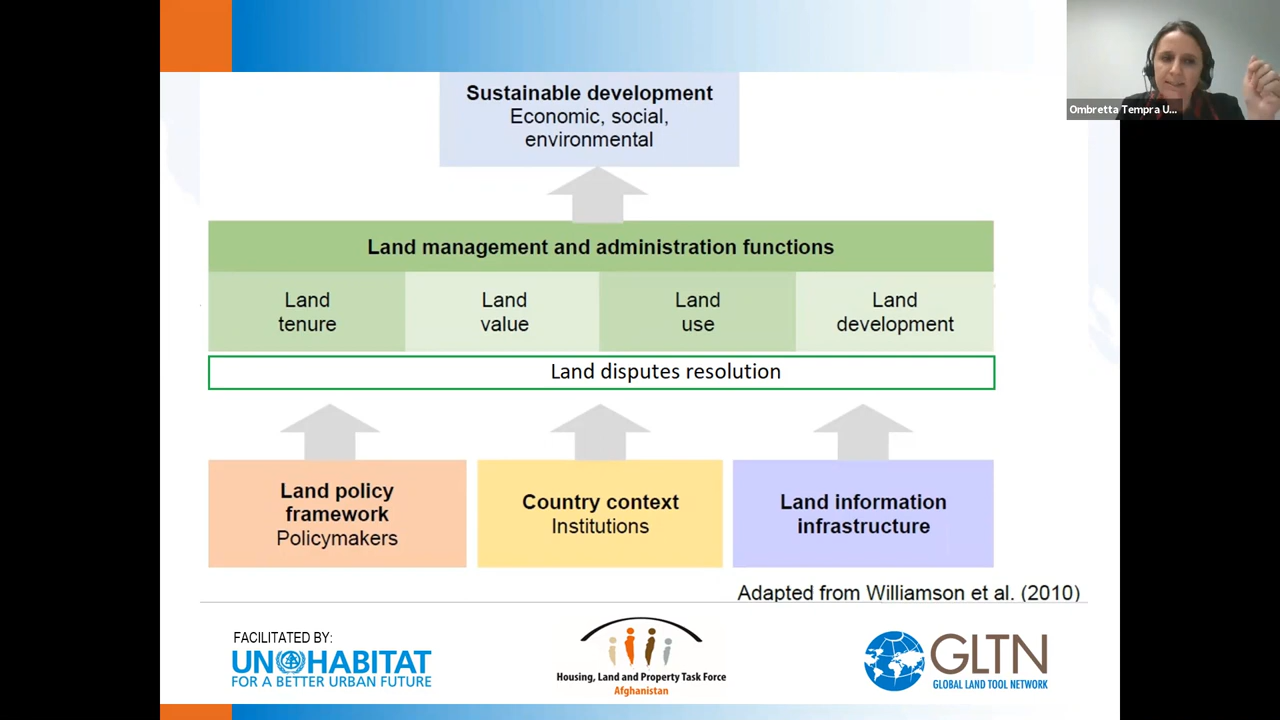 Ombretta Tempra U...
Sustainable development
Economic, social,
environmental
Land management and administration functions
Land
tenure
Land
value
Land
use
Land
development
Land disputes resolution
Land policy
framework
Policymakers
Country context
Institutions
Land information
infrastructure
Adapted from Williamson et al. (2010)
FACILITATED BY:
UN HABITAT
FOR A BETTER URBAN FUTURE
Housing, Land and Property Task Force
Afghanistan
GLTN
GLOBAL LAND TOOL NETWORK